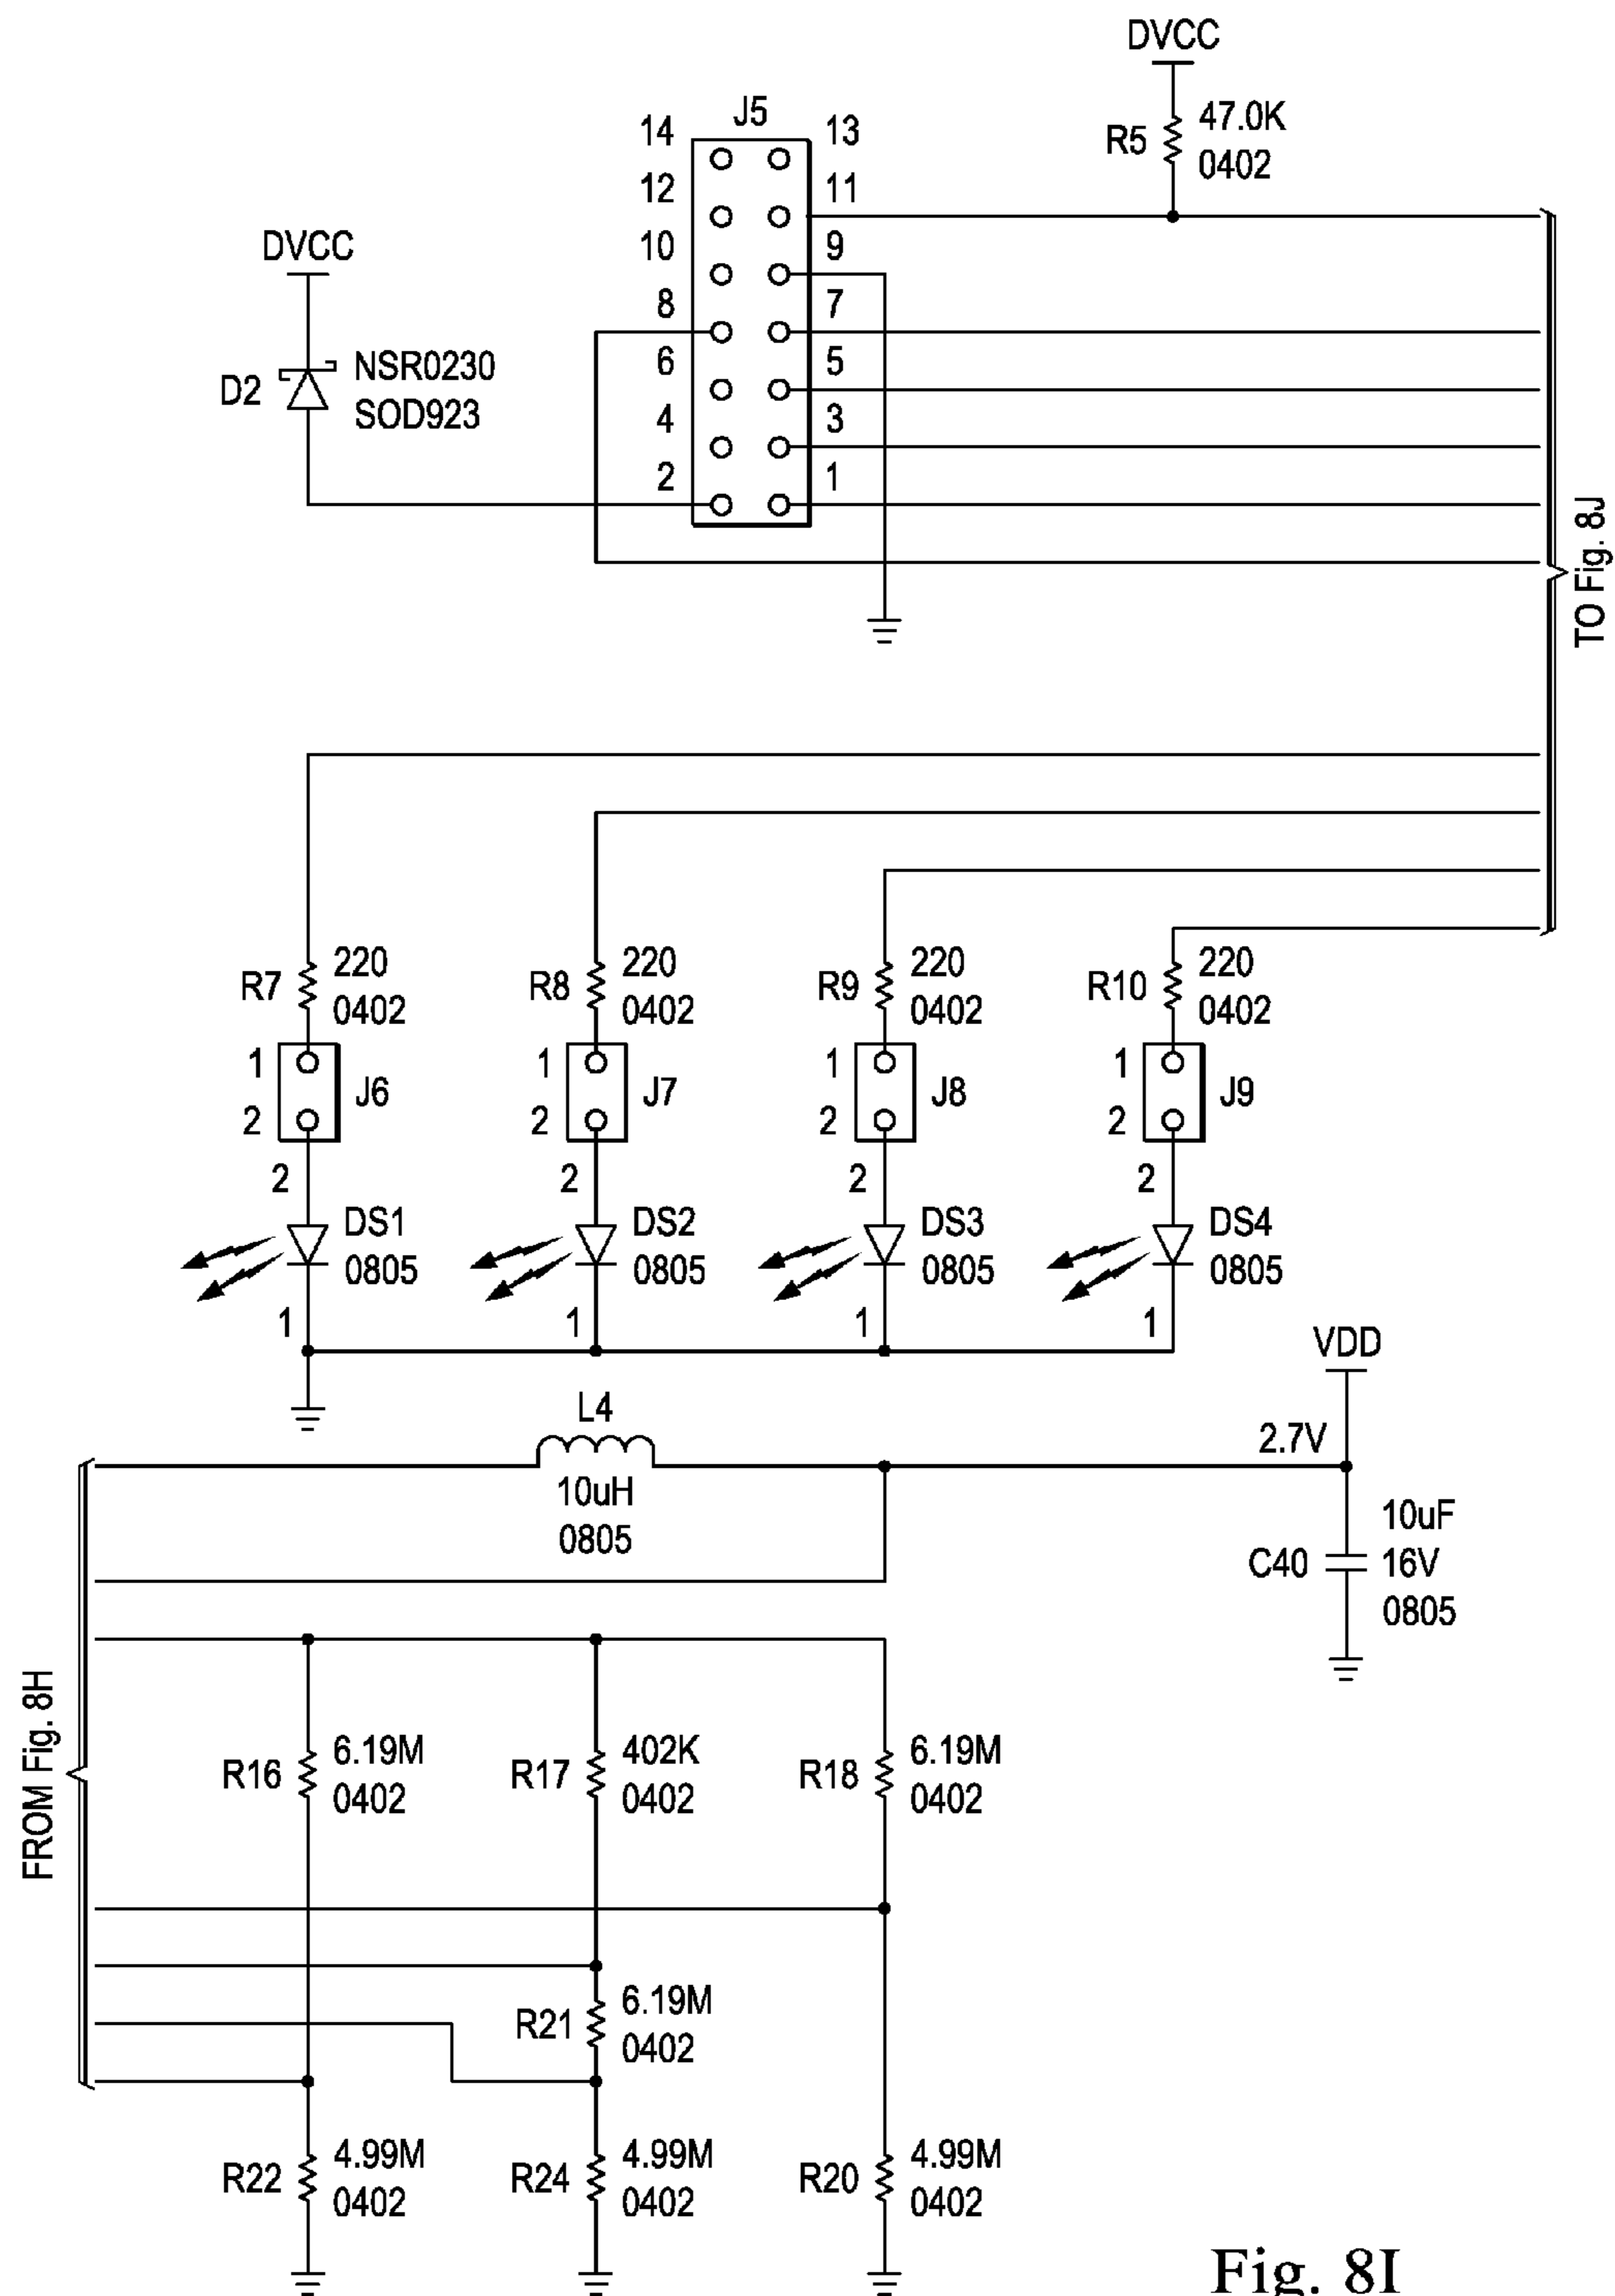 DVCC
J5
14
13
R5
47.0K
0402
12
11
DVCC
10
9
8
7
D2
NSR0230
SOD923
6
5
4
3
2
1
TO Fig. 8J
R7
220
0402
R8
220
0402
R9
220
0402
R10
220
0402
1
2
J6
1
2
J7
1
2
J8
1
2
J9
2
2
2
2
DS1
0805
DS2
0805
DS3
0805
DS4
0805
1
1
1
1
VDD
L4
2.7V
10uH
0805
C40
10uF
16V
0805
FROM Fig. 8H
R16
6.19M
0402
R17
402K
0402
R18
6.19M
0402
R21
6.19M
0402
R22
4.99M
0402
R24
4.99M
0402
R20
4.99M
0402
Fig. 8I